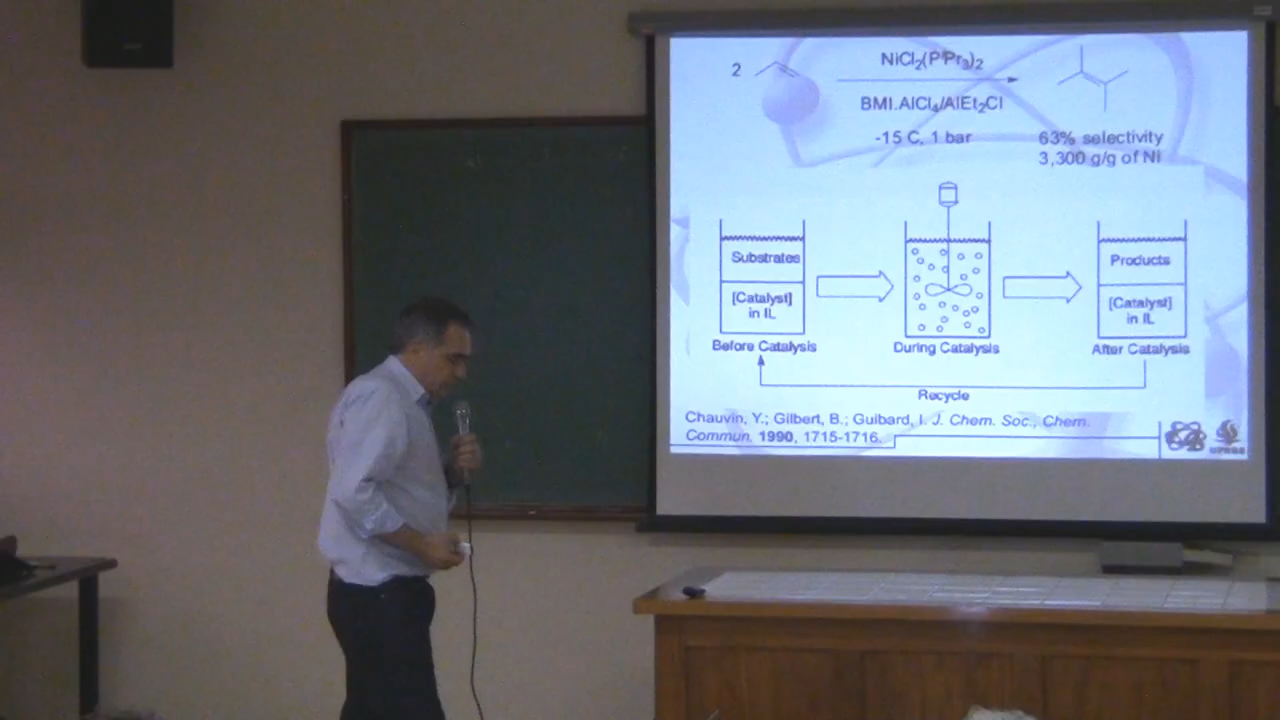 2
NiCl2(PiPr3)2
BMI.AlCl4/AlEt2Cl
-15 C, 1 bar
63% selectivity
3,300 g/g of Ni
Substrates
[Catalyst]
in IL
Before Catalysis
During Catalysis
Products
[Catalyst]
in IL
After Catalysis
Recycle
Chauvin, Y.; Gilbert, B.; Guibard, I. J. Chem. Soc., Chem.
Commun. 1990, 1715-1716.
UFRGS